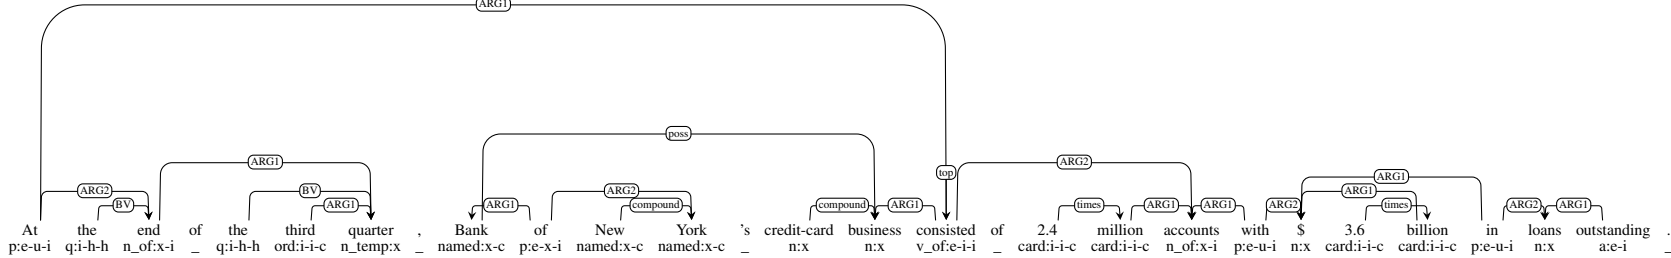 ARG1
poss
ARG1 ARG2
top
ARG1
ARG2 BV ARG2 ARG1
BV ARG1 ARG1 compound compound ARG1 times ARG1 ARG1 ARG2 times ARG2 ARG1
At the end of the third quarter , Bank of New York 's credit-card business consisted of 2.4 million accounts with $ 3.6 billion in loans outstanding .
p:e-u-i q:i-h-h n_of:x-i _ q:i-h-h ord:i-i-c n_temp:x _ named:x-c p:e-x-i named:x-c named:x-c _ n:x n:x v_of:e-i-i _ card:i-i-c card:i-i-c n_of:x-i p:e-u-i n:x card:i-i-c card:i-i-c p:e-u-i n:x a:e-i _